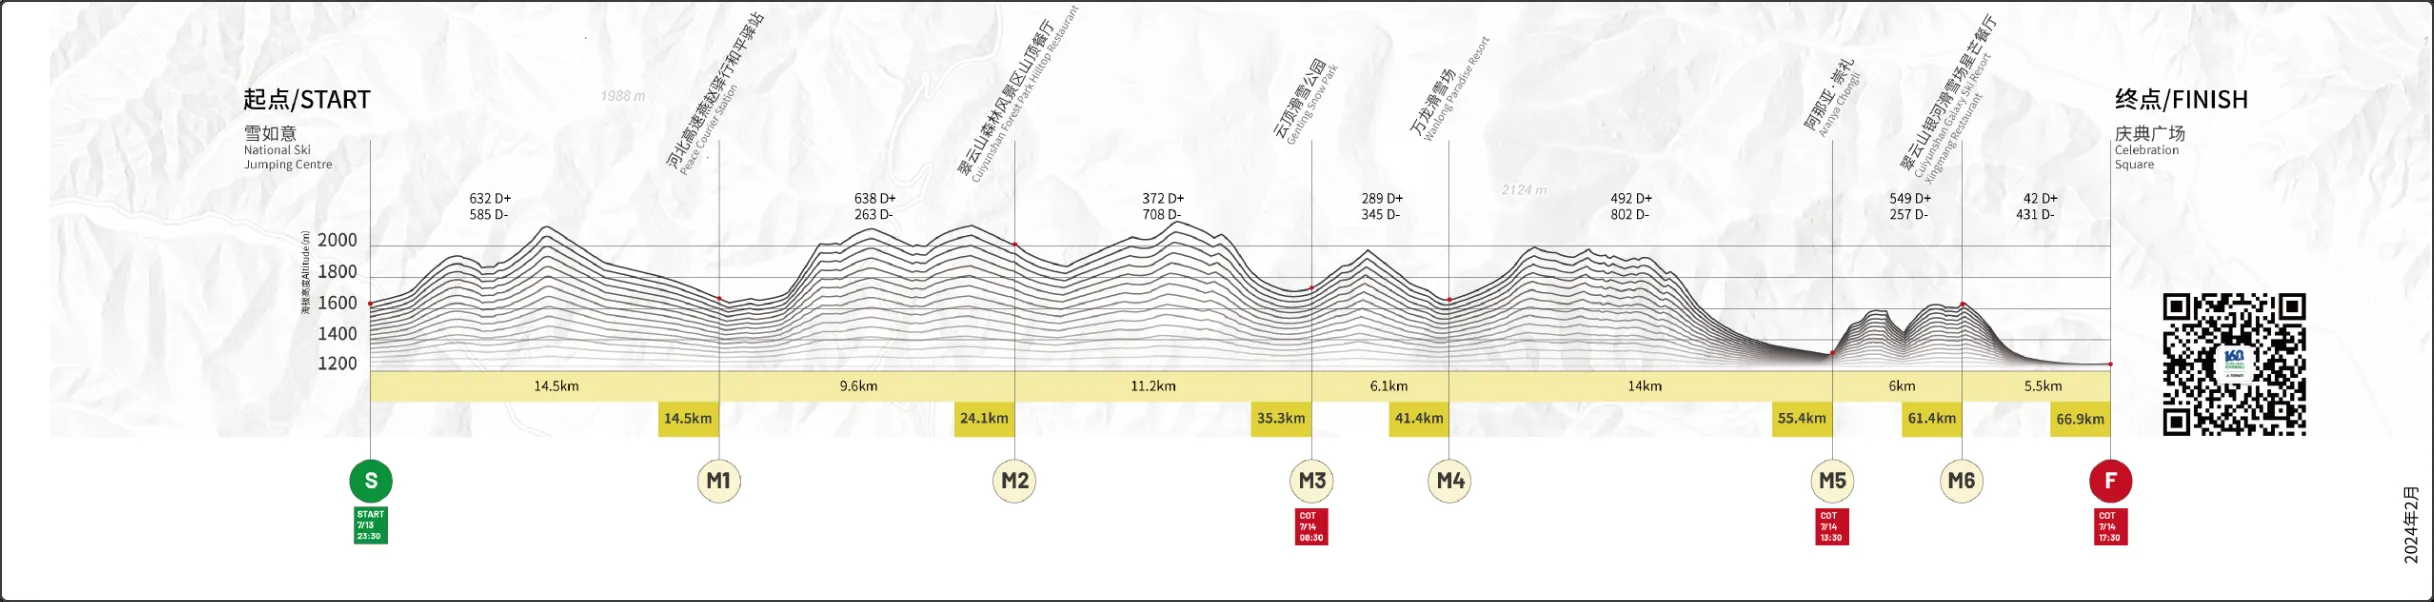 起点/START
雪如意
National Ski
Jumping Centre
河北高速燕赵驿行和平驿站
Peace Courier Station
翠云山森林风景区山顶餐厅
Cuiyunshan Forest Park Hilltop Restaurant
云顶滑雪公园
Genting Snow Park
万龙滑雪场
Wanlong Paradise Resort
阿那亚·崇礼
Aranya Chongli
翠云山银河滑雪场星芒餐厅
Cuiyunshan Galaxy Ski Resort
Xingmang Restaurant
终点/FINISH
庆典广场
Celebration
Square
1988 m
2124 m
632 D+
585 D-
638 D+
263 D-
372 D+
708 D-
289 D+
345 D-
492 D+
802 D-
549 D+
257 D-
42 D+
431 D-
海拔高度Altitude(m)
2000
1800
1600
1400
1200
14.5km
9.6km
11.2km
6.1km
14km
6km
5.5km
14.5km
24.1km
35.3km
41.4km
55.4km
61.4km
66.9km
S
M1
M2
M3
M4
M5
M6
F
START
7/13
23:30
COT
7/14
08:30
COT
7/14
13:30
COT
7/14
17:30
168
2024年2月